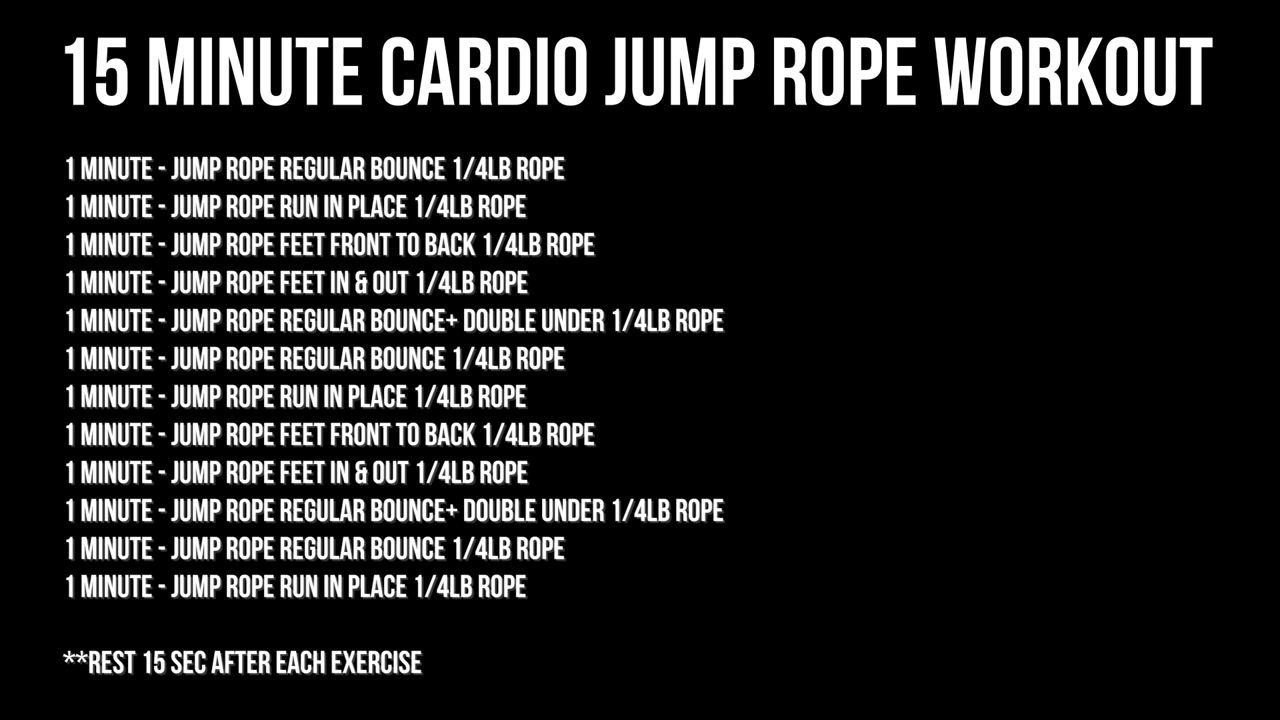 15 MINUTE CARDIO JUMP ROPE WORKOUT
1 MINUTE - JUMP ROPE REGULAR BOUNCE 1/4LB ROPE
1 MINUTE - JUMP ROPE RUN IN PLACE 1/4LB ROPE
1 MINUTE - JUMP ROPE FEET FRONT TO BACK 1/4LB ROPE
1 MINUTE - JUMP ROPE FEET IN & OUT 1/4LB ROPE
1 MINUTE - JUMP ROPE REGULAR BOUNCE+ DOUBLE UNDER 1/4LB ROPE
1 MINUTE - JUMP ROPE REGULAR BOUNCE 1/4LB ROPE
1 MINUTE - JUMP ROPE RUN IN PLACE 1/4LB ROPE
1 MINUTE - JUMP ROPE FEET FRONT TO BACK 1/4LB ROPE
1 MINUTE - JUMP ROPE FEET IN & OUT 1/4LB ROPE
1 MINUTE - JUMP ROPE REGULAR BOUNCE+ DOUBLE UNDER 1/4LB ROPE
1 MINUTE - JUMP ROPE REGULAR BOUNCE 1/4LB ROPE
1 MINUTE - JUMP ROPE RUN IN PLACE 1/4LB ROPE
**REST 15 SEC AFTER EACH EXERCISE